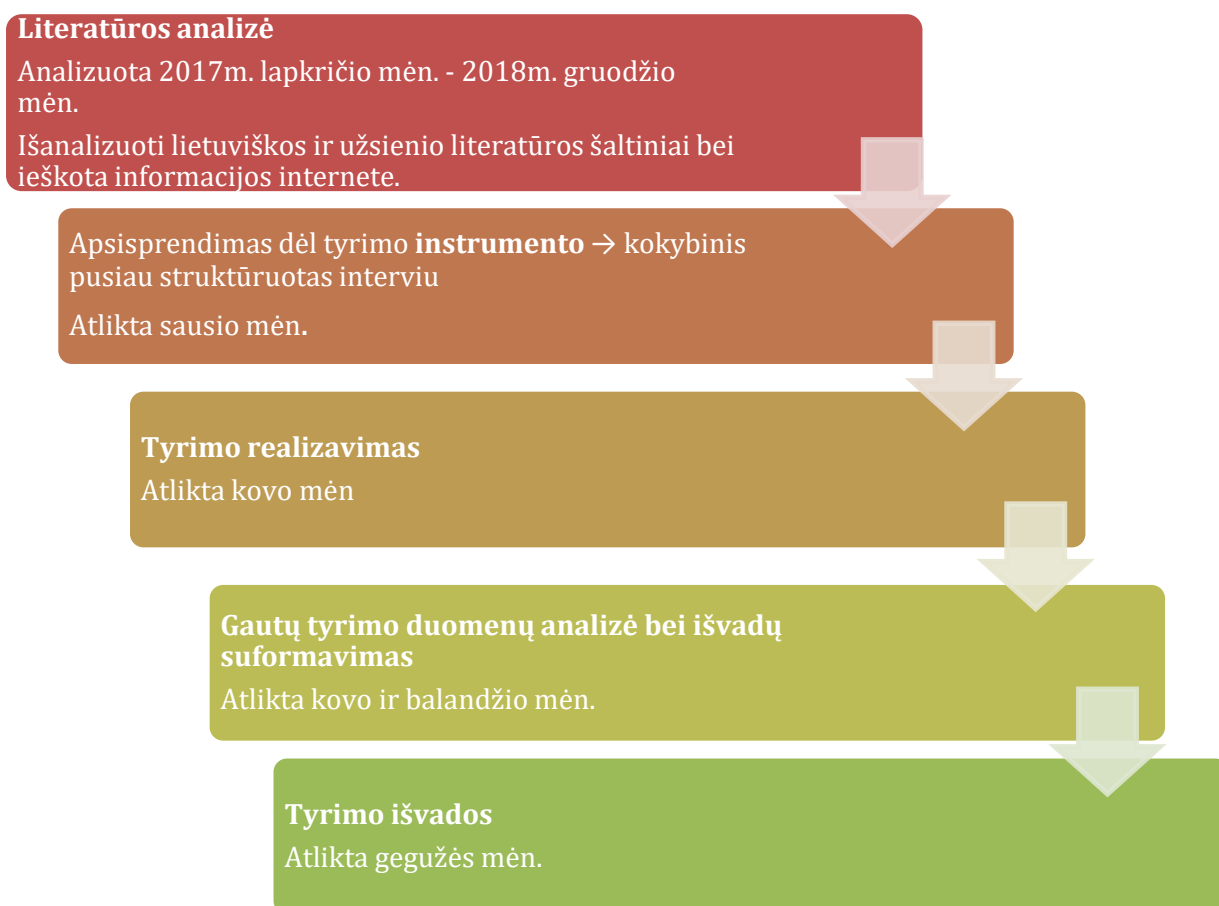 Literatūros analizė
Analizuota 2017m. lapkričio mėn. - 2018m. gruodžio
mėn.
Išanalizuoti lietuviškos ir užsienio literatūros šaltiniai bei
ieškota informacijos internete.
Apsisprendimas dėl tyrimo instrumento → kokybinis
pusiau struktūruotas interviu
Atlikta sausio mėn.
Tyrimo realizavimas
Atlikta kovo mėn
Gautų tyrimo duomenų analizė bei išvadų
suformavimas
Atlikta kovo ir balandžio mėn.
Tyrimo išvados
Atlikta gegužės mėn.